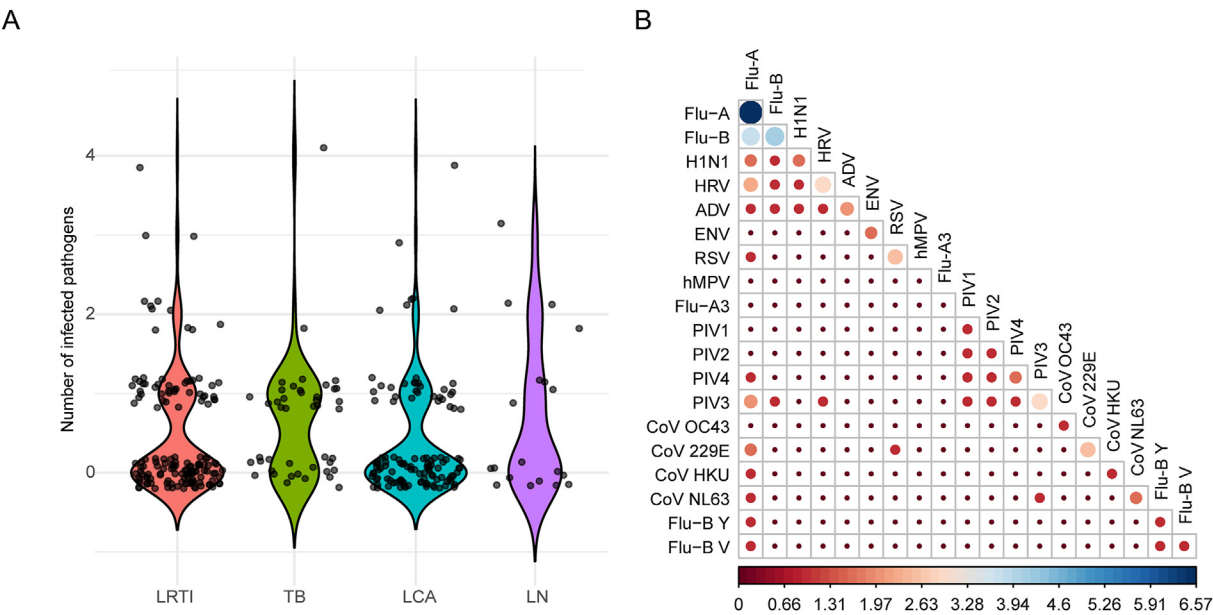 A
Number of infected pathogens
4
2
0
LRTI TB LCA LN
B
Flu-A
Flu-B
H1N1
HRV
ADV
ENV
RSV
hMPV
Flu-A3
PIV1
PIV2
PIV4
PIV3
CoV OC43
CoV 229E
CoV HKU
CoV NL63
Flu-B Y
Flu-B V
Flu−A
Flu−B
H1N1
HRV
ADV
ENV
RSV
hMPV
Flu−A3
PIV1
PIV2
PIV4
PIV3
CoV OC43
CoV 229E
CoV HKU
CoV NL63
Flu−B Y
Flu−B V
0 0.66 1.31 1.97 2.63 3.28 3.94 4.6 5.26 5.91 6.57